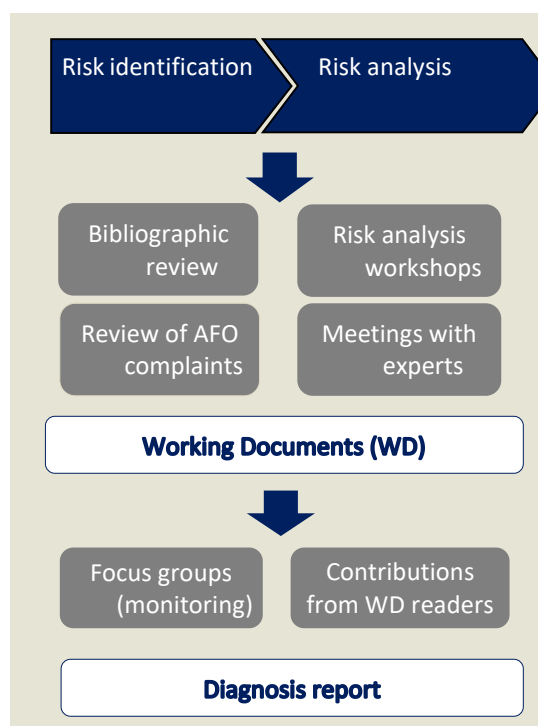 Risk identification
Risk analysis
Bibliographic
review
Risk analysis
workshops
Review of AFO
complaints
Meetings with
experts
Working Documents (WD)
Focus groups
(monitoring)
Contributions
from WD readers
Diagnosis report